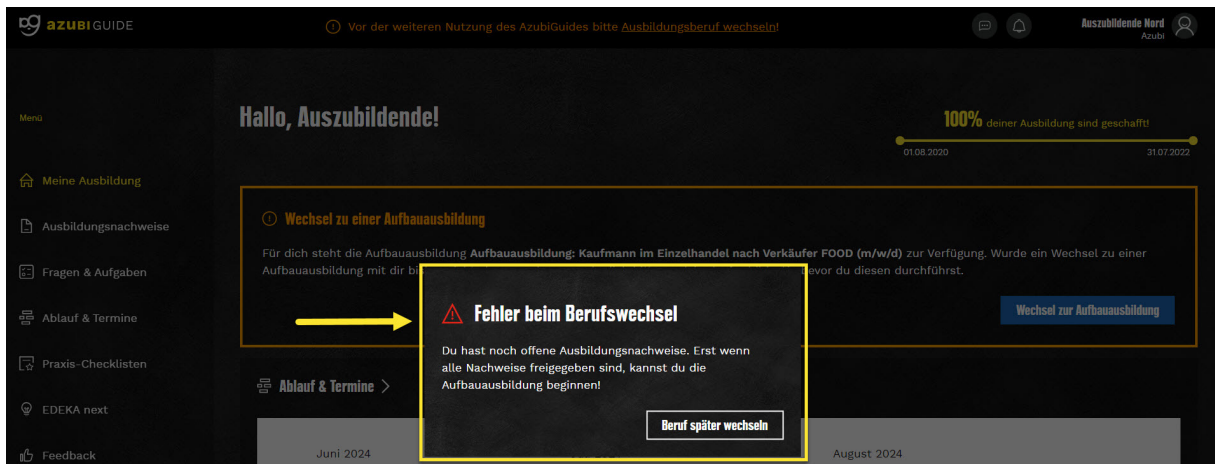 azubiGUIDE
Vor der weiteren Nutzung des AzubiGuides bitte Ausbildungsberuf wechseln!
Auszubildende Nord
Azubi
Menü
Hallo, Auszubildende!
100% deiner Ausbildung sind geschafft!
01.08.2020
31.07.2022
Meine Ausbildung
Ausbildungsnachweise
Fragen & Aufgaben
Ablauf & Termine
Praxis-Checklisten
EDEKA next
Feedback
Wechsel zu einer Aufbauausbildung
Für dich steht die Aufbauausbildung Aufbauausbildung: Kaufmann im Einzelhandel nach Verkäufer FOOD (m/w/d) zur Verfügung. Wurde ein Wechsel zu einer
Aufbauausbildung mit dir bi
evor du diesen durchführst.
Wechsel zur Aufbauausbildung
Fehler beim Berufswechsel
Du hast noch offene Ausbildungsnachweise. Erst wenn
alle Nachweise freigegeben sind, kannst du die
Aufbauausbildung beginnen!
Beruf später wechseln
Ablauf & Termine
Juni 2024
August 2024